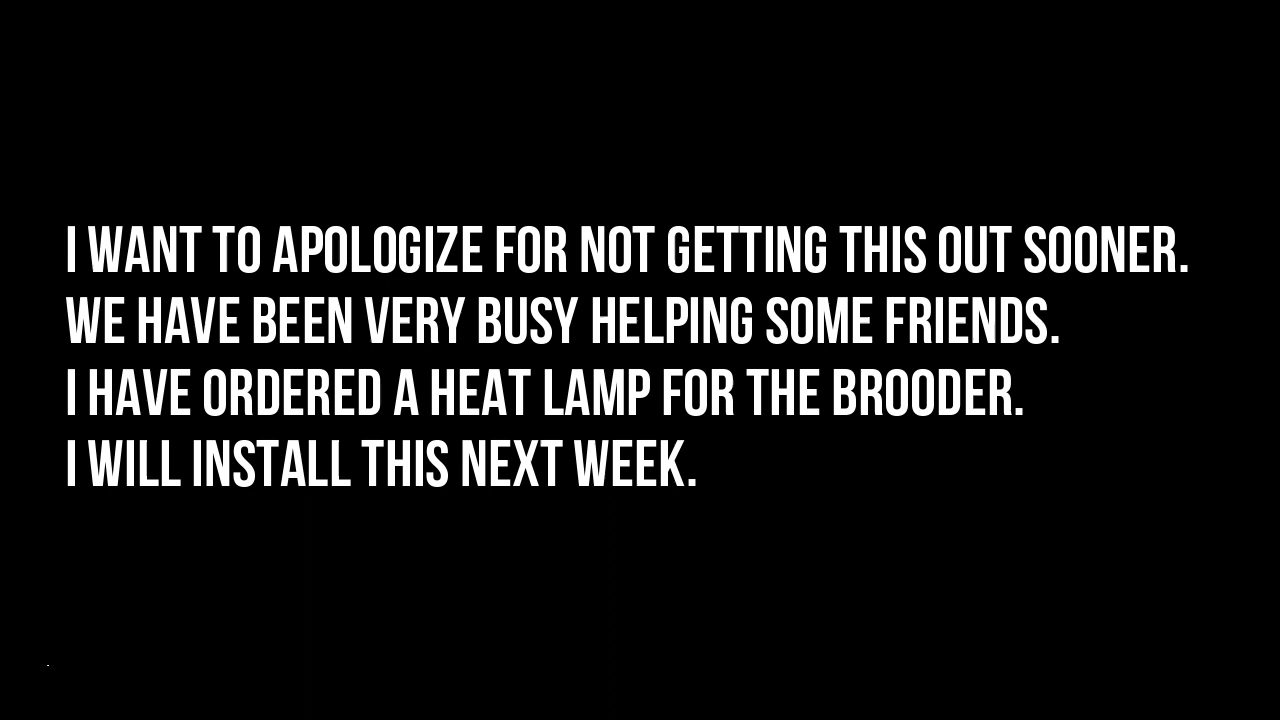 I WANT TO APOLOGIZE FOR NOT GETTING THIS OUT SOONER.
WE HAVE BEEN VERY BUSY HELPING SOME FRIENDS.
I HAVE ORDERED A HEAT LAMP FOR THE BROODER.
I WILL INSTALL THIS NEXT WEEK.